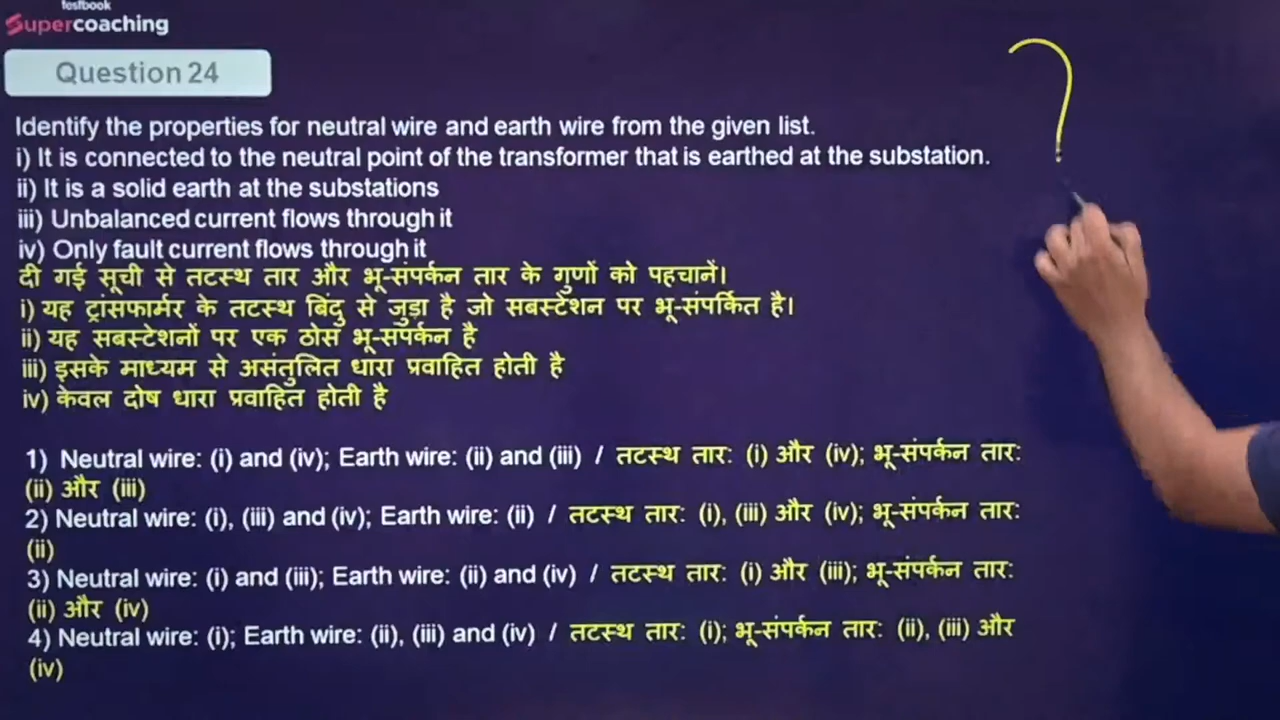 testbook
Supercoaching
Question 24
Identify the properties for neutral wire and earth wire from the given list.
i) It is connected to the neutral point of the transformer that is earthed at the substation.
ii) It is a solid earth at the substations
iii) Unbalanced current flows through it
iv) Only fault current flows through it
दी गई सूची से तटस्थ तार और भू-संपर्कन तार के गुणों को पहचानें।
i) यह ट्रांसफार्मर के तटस्थ बिंदु से जुड़ा है जो सबस्टेशन पर भू-संपर्कित है।
ii) यह सबस्टेशनों पर एक ठोस भू-संपर्कन है
iii) इसके माध्यम से असंतुलित धारा प्रवाहित होती है
iv) केवल दोष धारा प्रवाहित होती है
1) Neutral wire: (i) and (iv); Earth wire: (ii) and (iii) / तटस्थ तार: (i) और (iv); भू-संपर्कन तार:
(ii) और (iii)
2) Neutral wire: (i), (iii) and (iv); Earth wire: (ii) / तटस्थ तार: (i), (iii) और (iv); भू-संपर्कन तार:
(ii)
3) Neutral wire: (i) and (iii); Earth wire: (ii) and (iv) / तटस्थ तार: (i) और (iii); भू-संपर्कन तार:
(ii) और (iv)
4) Neutral wire: (i); Earth wire: (ii), (iii) and (iv) / तटस्थ तार: (i); भू-संपर्कन तार: (ii), (iii) और
(iv)
?